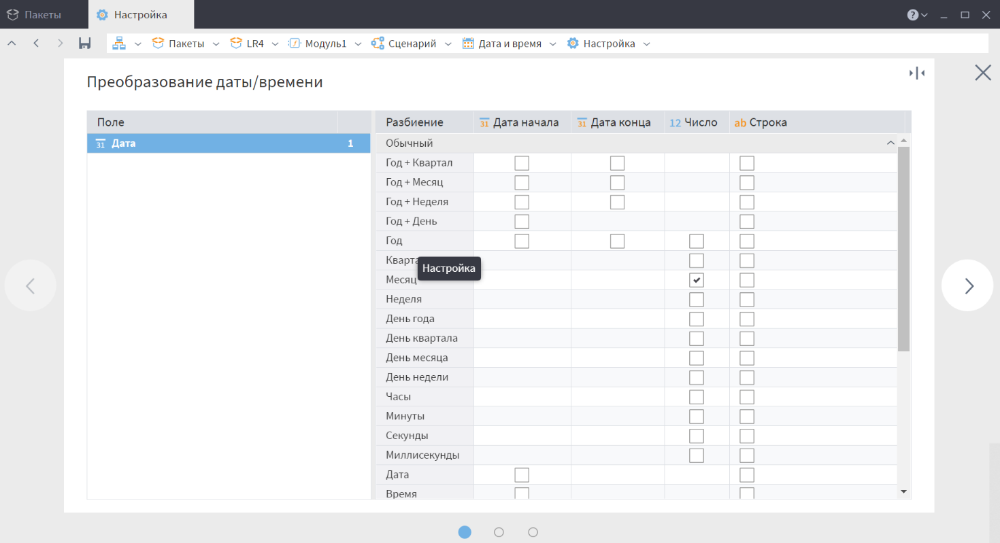 Пакеты
Настройка
Пакеты
LR4
Модуль1
Сценарий
Дата и время
Настройка
Преобразование даты/времени
Поле
Разбиение
31 Дата начала
31 Дата конца
12 Число
ab Строка
31 Дата 1
Обычный
Год + Квартал
Год + Месяц
Год + Неделя
Год + День
Год
Кварта
Настройка
Месяц
Неделя
День года
День квартала
День месяца
День недели
Часы
Минуты
Секунды
Миллисекунды
Дата
Время